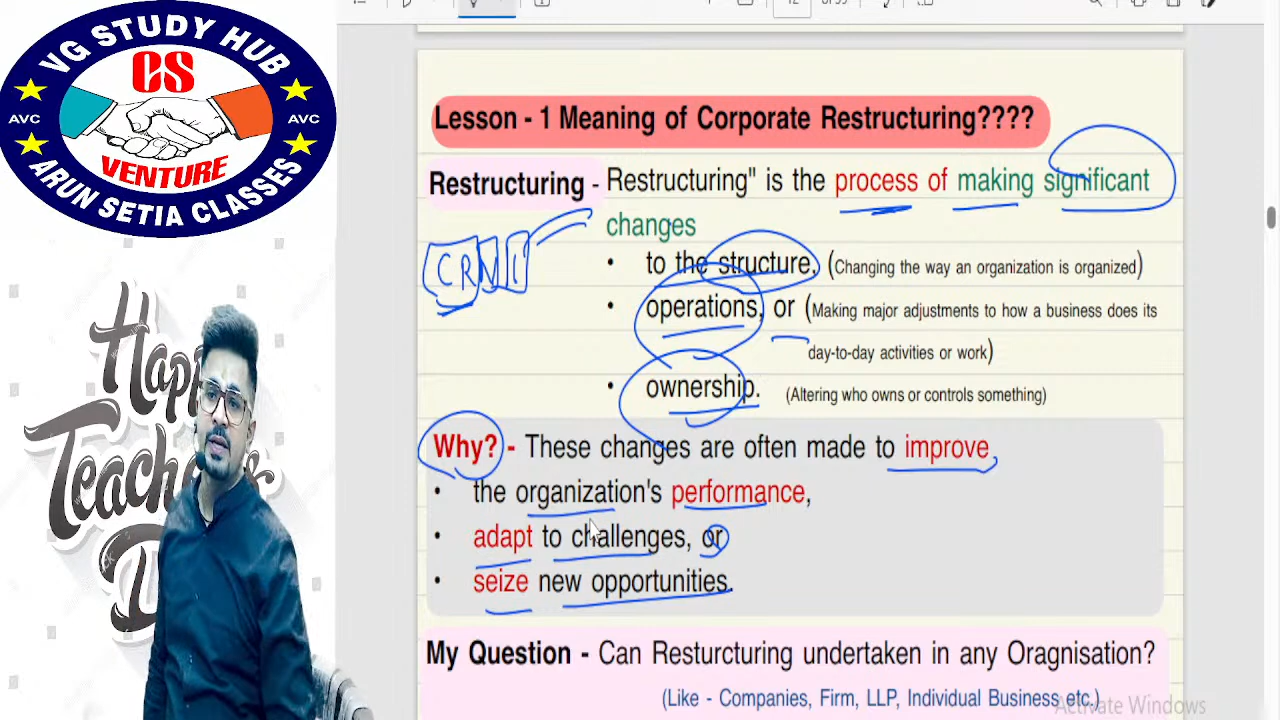 VG STUDY HUB
CS
AVC
AVC
VENTURE
ARUN SETIA CLASSES
Lesson - 1 Meaning of Corporate Restructuring????
Restructuring - Restructuring" is the process of making significant
changes
• to the structure, (Changing the way an organization is organized)
• operations, or (Making major adjustments to how a business does its
day-to-day activities or work)
• ownership. (Altering who owns or controls something)
Why? - These changes are often made to improve
• the organization's performance,
• adapt to challenges, or
• seize new opportunities.
My Question - Can Resturcturing undertaken in any Oragnisation?
(Like - Companies, Firm, LLP, Individual Business etc.)
Activate Windows